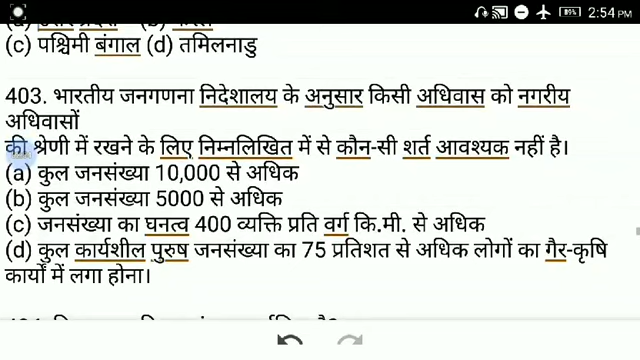 89% 2:54 PM
(c) पश्चिमी बंगाल (d) तमिलनाडु
403. भारतीय जनगणना निदेशालय के अनुसार किसी अधिवास को नगरीय
अधिवासों
की श्रेणी में रखने के लिए निम्नलिखित में से कौन-सी शर्त आवश्यक नहीं है।
(a) कुल जनसंख्या 10,000 से अधिक
(b) कुल जनसंख्या 5000 से अधिक
(c) जनसंख्या का घनत्व 400 व्यक्ति प्रति वर्ग कि.मी. से अधिक
(d) कुल कार्यशील पुरुष जनसंख्या का 75 प्रतिशत से अधिक लोगों का गैर-कृषि
कार्यों में लगा होना।